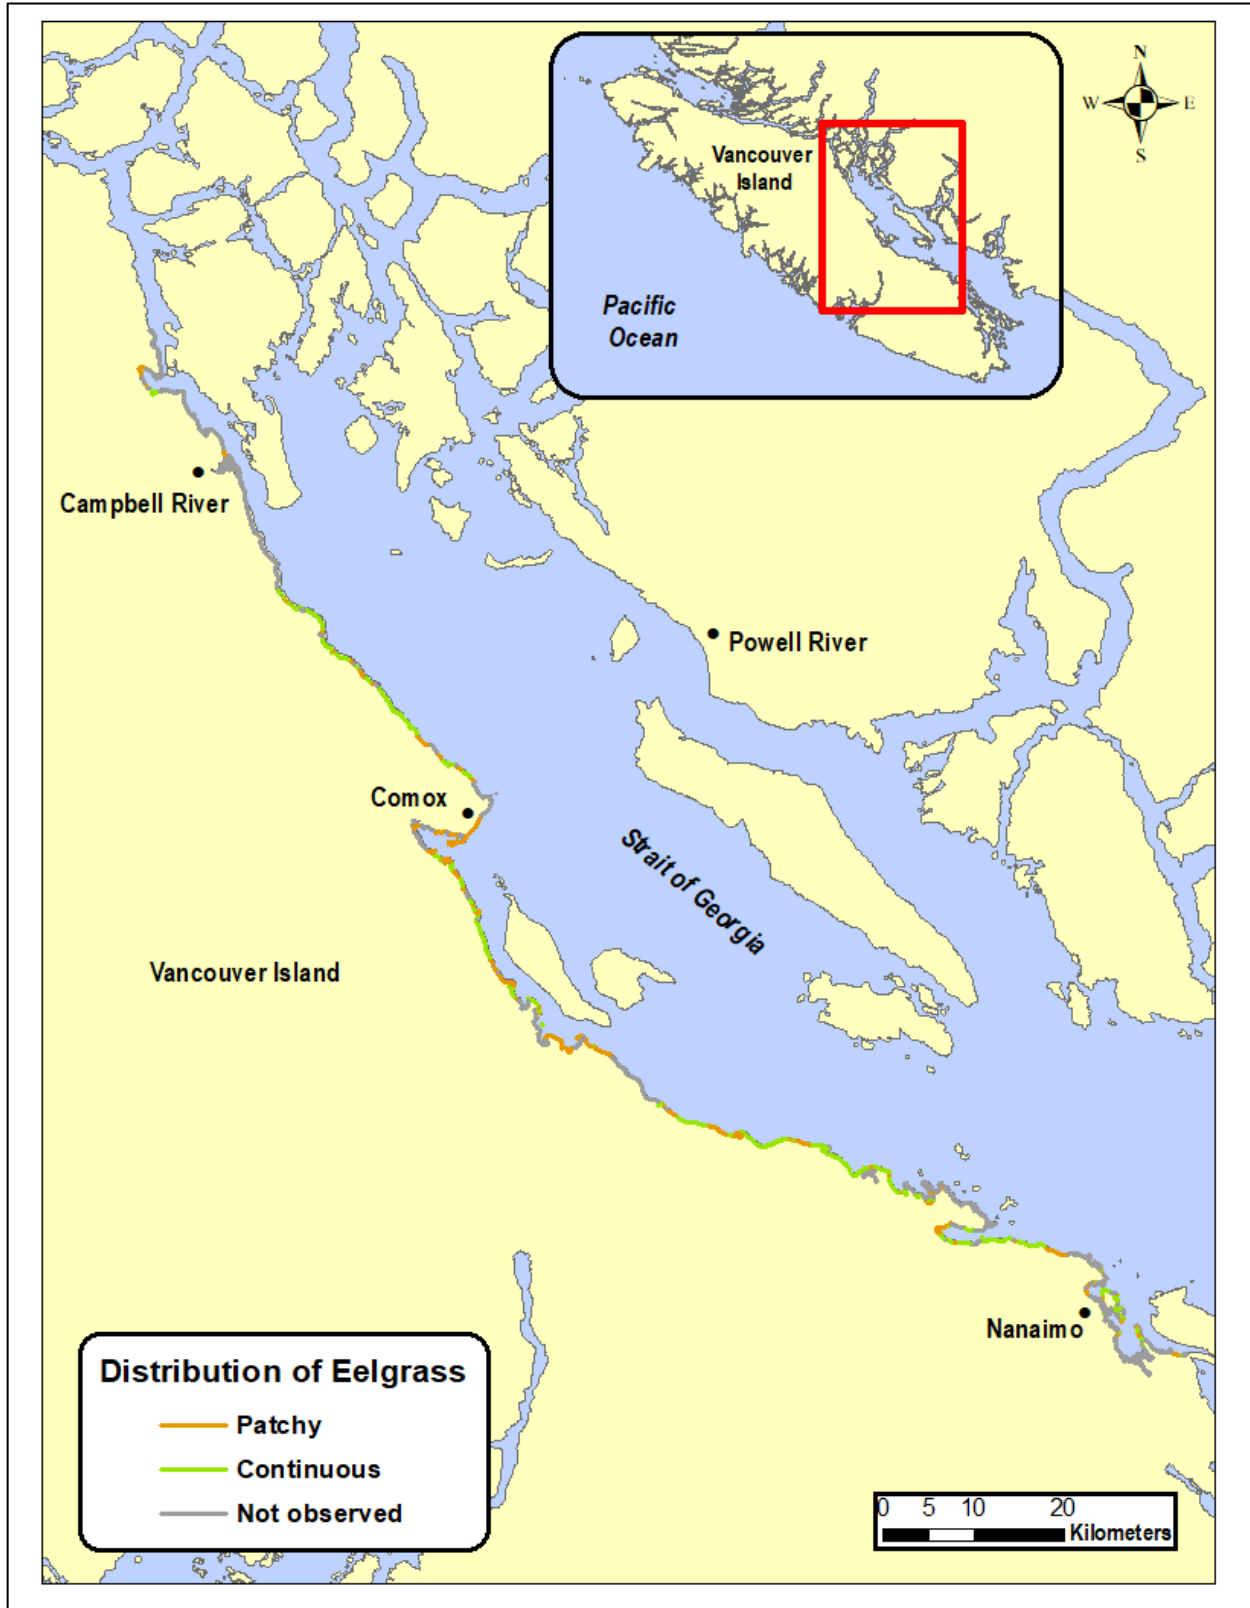 N
W E
S
Vancouver
Island
Pacific
Ocean
Campbell River
Powell River
Comox
Strait of Georgia
Vancouver Island
Nanaimo
Distribution of Eelgrass
Patchy
Continuous
Not observed
0 5 10 20
Kilometers